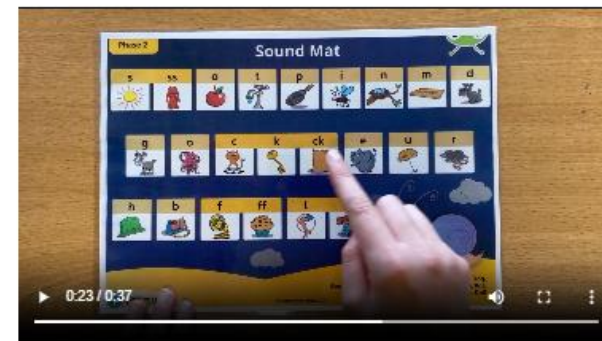 Phase 2
Sound Mat
s ss a t p i n m d
g o c k ck e u r
h b f ff l
0:23 / 0:37